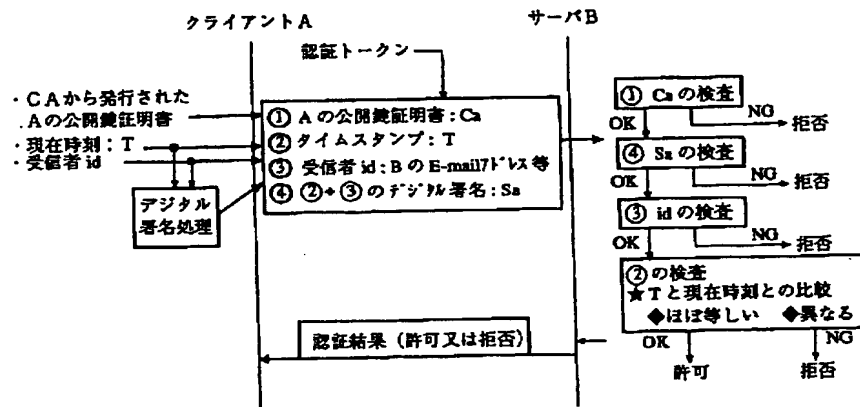 クライアントA
サーバB
認証トークン
・CAから発行された
.Aの公開鍵証明書
・現在時刻：T
・受信者id
デジタル
署名処理
① Aの公開鍵証明書：Ca
② タイムスタンプ：T
③ 受信者id：BのE-mailｱﾄﾞﾚｽ等
④ ②+③のデジタル署名：Sa
① Caの検査
OK
NG
拒否
④ Saの検査
OK
NG
拒否
③ idの検査
OK
NG
拒否
②の検査
★Tと現在時刻との比較
◆ほぼ等しい ◆異なる
OK
NG
許可
拒否
認証結果（許可又は拒否）